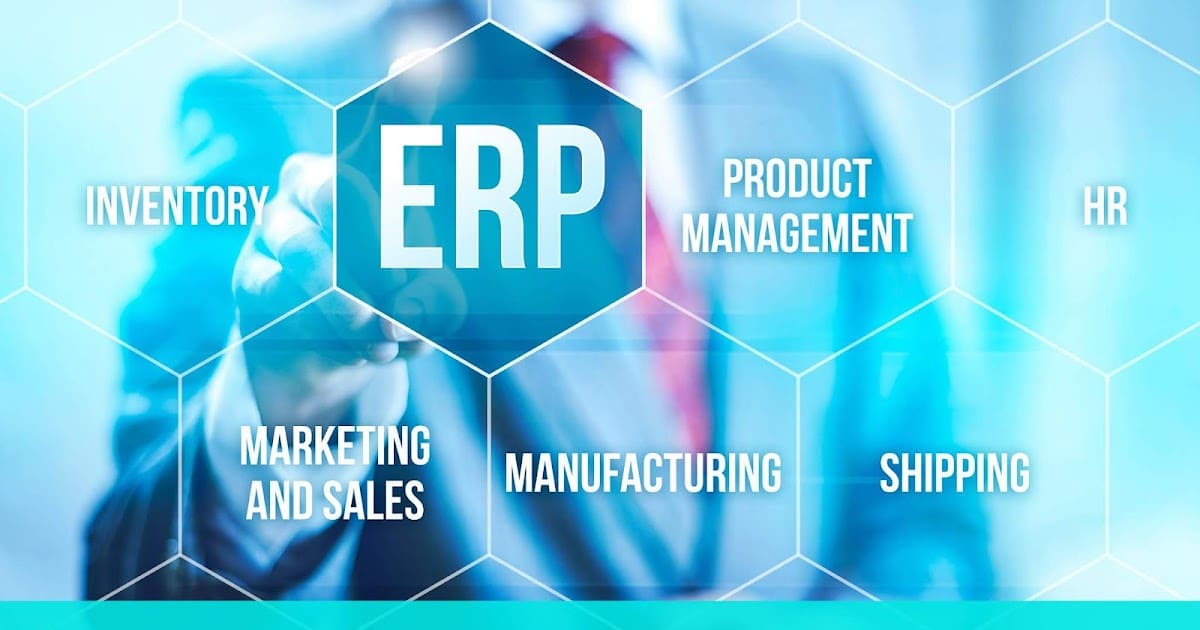 INVENTORY
ERP
PRODUCT
MANAGEMENT
HR
MARKETING
AND SALES
MANUFACTURING
SHIPPING